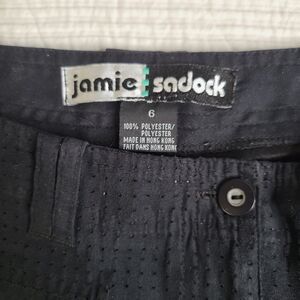 jamie sadock
6
100% POLYESTER/
POLYESTER
MADE IN HONG KONG
FAIT DANS HONG KONG